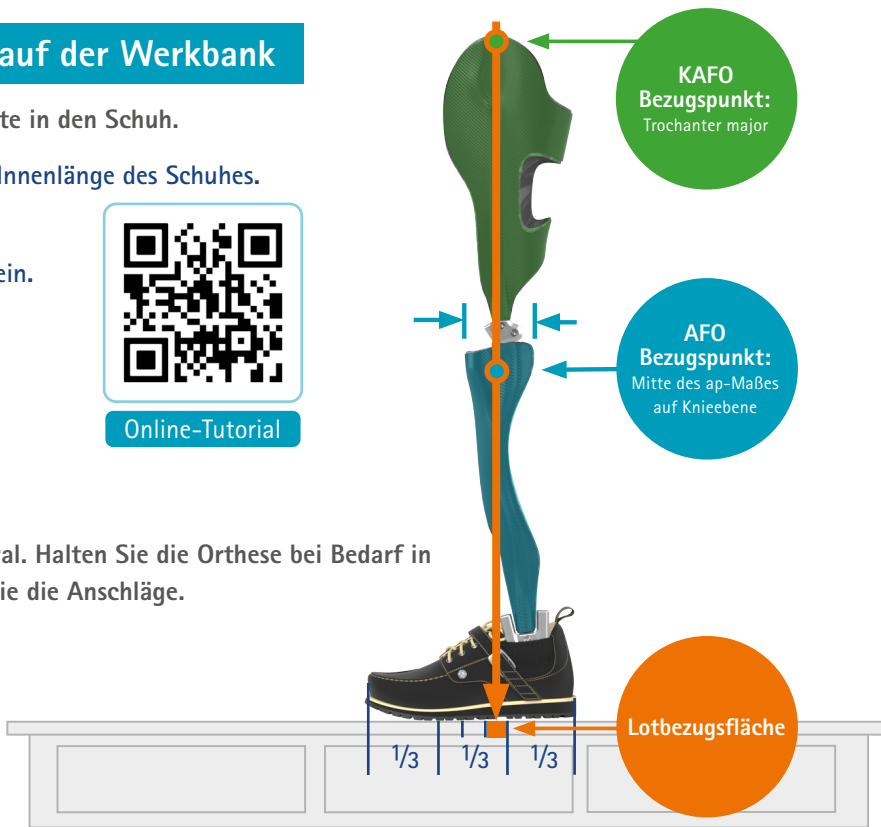 auf der Werkbank
te in den Schuh.
Innenlänge des Schuhes.
ein.
Online-Tutorial
al. Halten Sie die Orthese bei Bedarf in
ie die Anschläge.
KAFO
Bezugspunkt:
Trochanter major
AFO
Bezugspunkt:
Mitte des ap-Maßes
auf Knieebene
Lotbezugsfläche
1/3 1/3 1/3